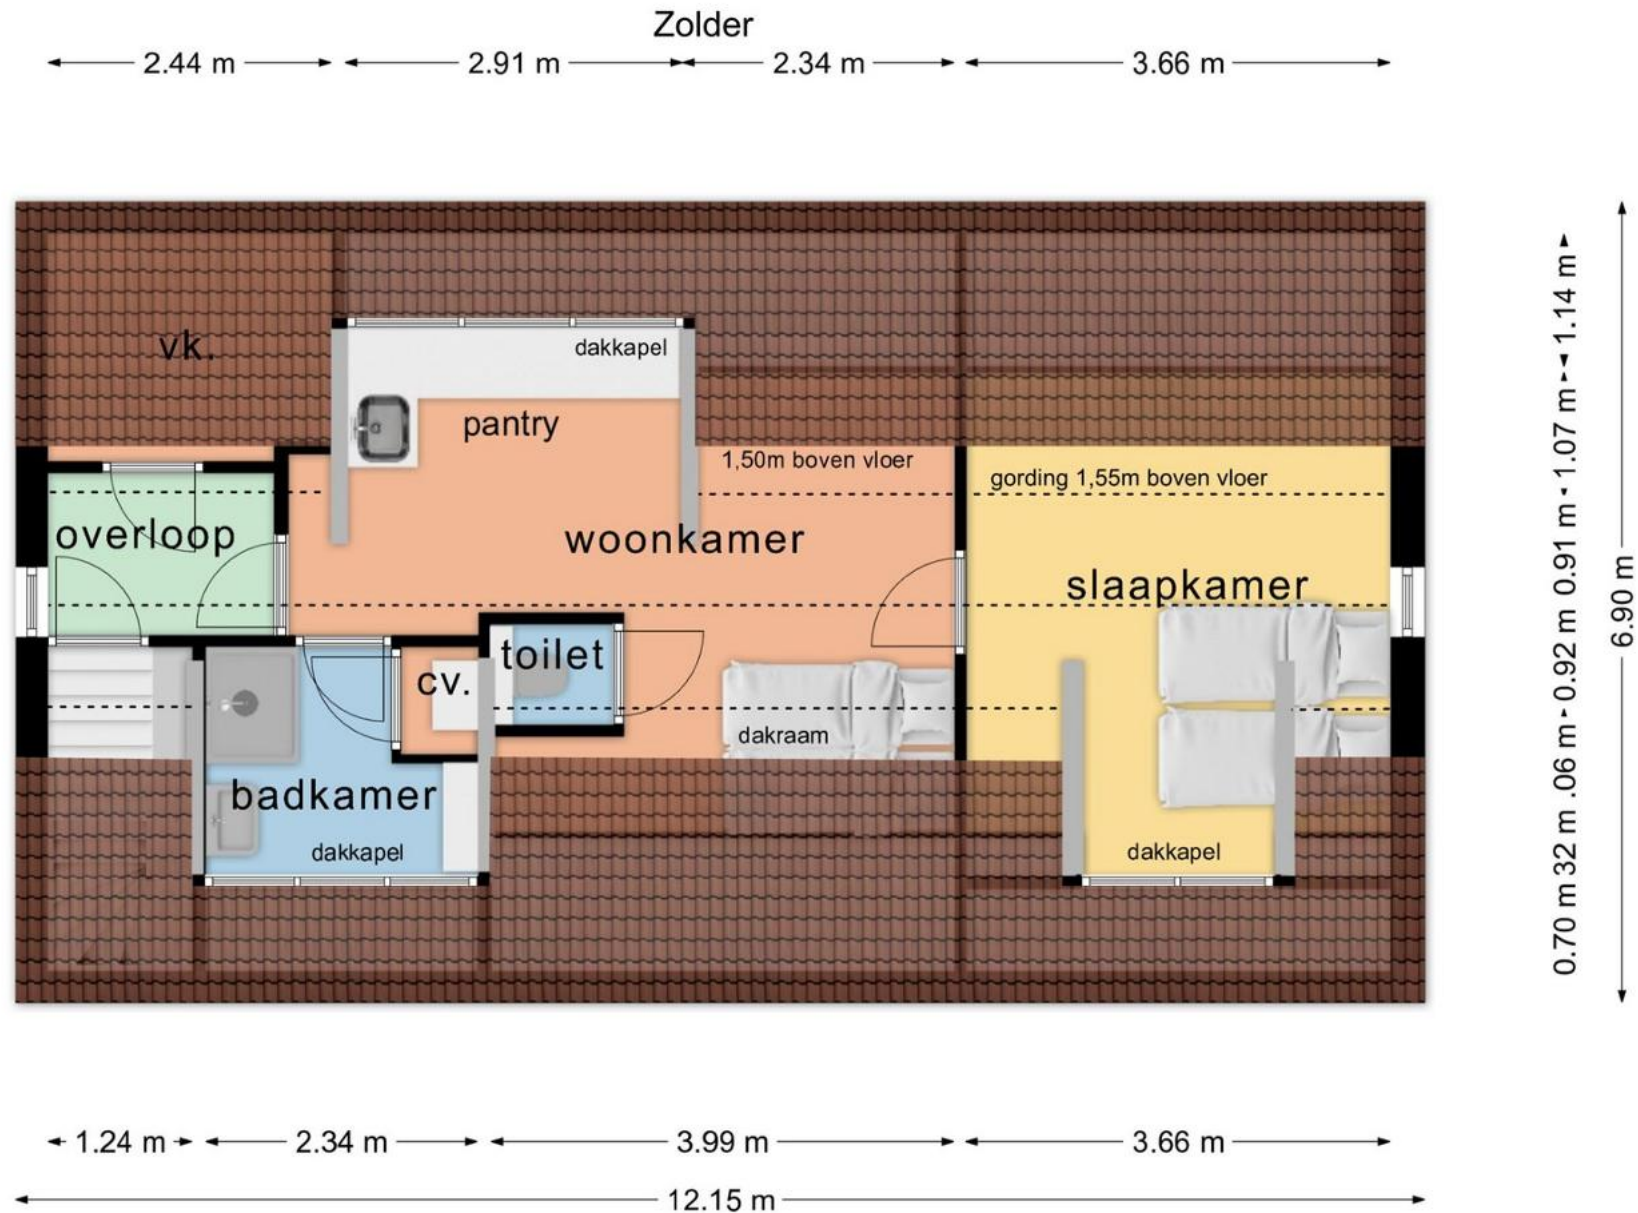 Zolder
2.44 m
2.91 m
2.34 m
3.66 m
vk.
dakkapel
pantry
1,50m boven vloer
gording 1,55m boven vloer
overloop
woonkamer
slaapkamer
toilet
cv.
dakraam
badkamer
dakkapel
dakkapel
0.70 m 32 m .06 m 0.92 m 0.91 m 1.07 m 1.14 m
6.90 m
1.24 m
2.34 m
3.99 m
3.66 m
12.15 m